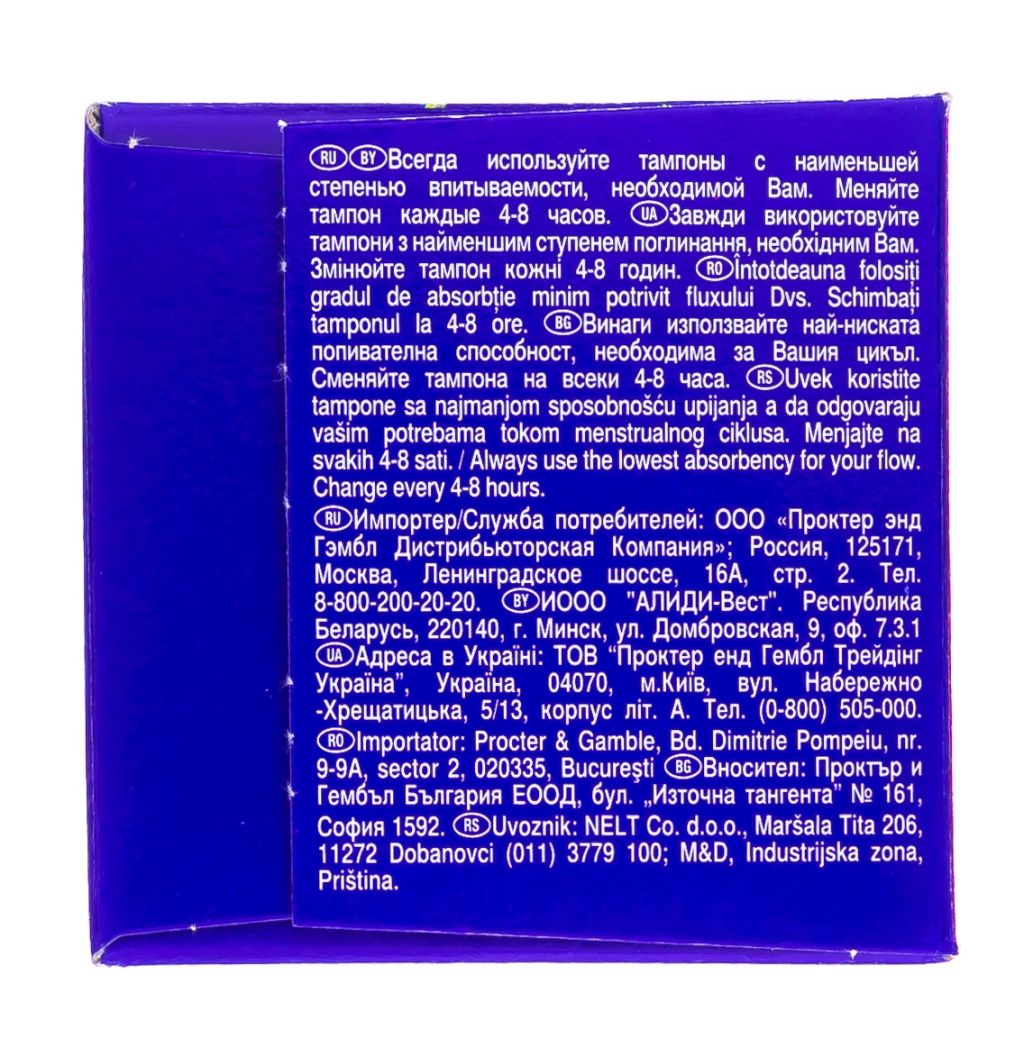 RU BY Всегда используйте тампоны с наименьшей
степенью впитываемости, необходимой Вам. Меняйте
тампон каждые 4-8 часов. UA Завжди використовуйте
тампони з найменшим ступенем поглинання, необхідним Вам.
Змінюйте тампон кожні 4-8 годин. RO Întotdeauna folosiți
gradul de absorbție minim potrivit fluxului Dvs. Schimbați
tamponul la 4-8 ore. BG Винаги използвайте най-ниската
попивателна способност, необходима за Вашия цикъл.
Сменяйте тампона на всеки 4-8 часа. RS Uvek koristite
tampone sa najmanjom sposobnošću upijanja a da odgovaraju
vašim potrebama tokom menstrualnog ciklusa. Menjajte na
svakih 4-8 sati. / Always use the lowest absorbency for your flow.
Change every 4-8 hours.
RU Импортер/Служба потребителей: ООО «Проктер энд
Гэмбл Дистрибьюторская Компания»; Россия, 125171,
Москва, Ленинградское шоссе, 16А, стр. 2. Тел.
8-800-200-20-20. BY ИООО "АЛИДИ-Вест". Республика
Беларусь, 220140, г. Минск, ул. Домбровская, 9, оф. 7.3.1
UA Адреса в Україні: ТОВ “Проктер енд Гембл Трейдінг
Україна”, Україна, 04070, м.Київ, вул. Набережно
-Хрещатицька, 5/13, корпус літ. А. Тел. (0-800) 505-000.
RO Importator: Procter & Gamble, Bd. Dimitrie Pompeiu, nr.
9-9A, sector 2, 020335, Bucureşti BG Вносител: Проктър и
Гембъл България ЕООД, бул. „Източна тангента” № 161,
София 1592. RS Uvoznik: NELT Co. d.o.o., Maršala Tita 206,
11272 Dobanovci (011) 3779 100; M&D, Industrijska zona,
Priština.